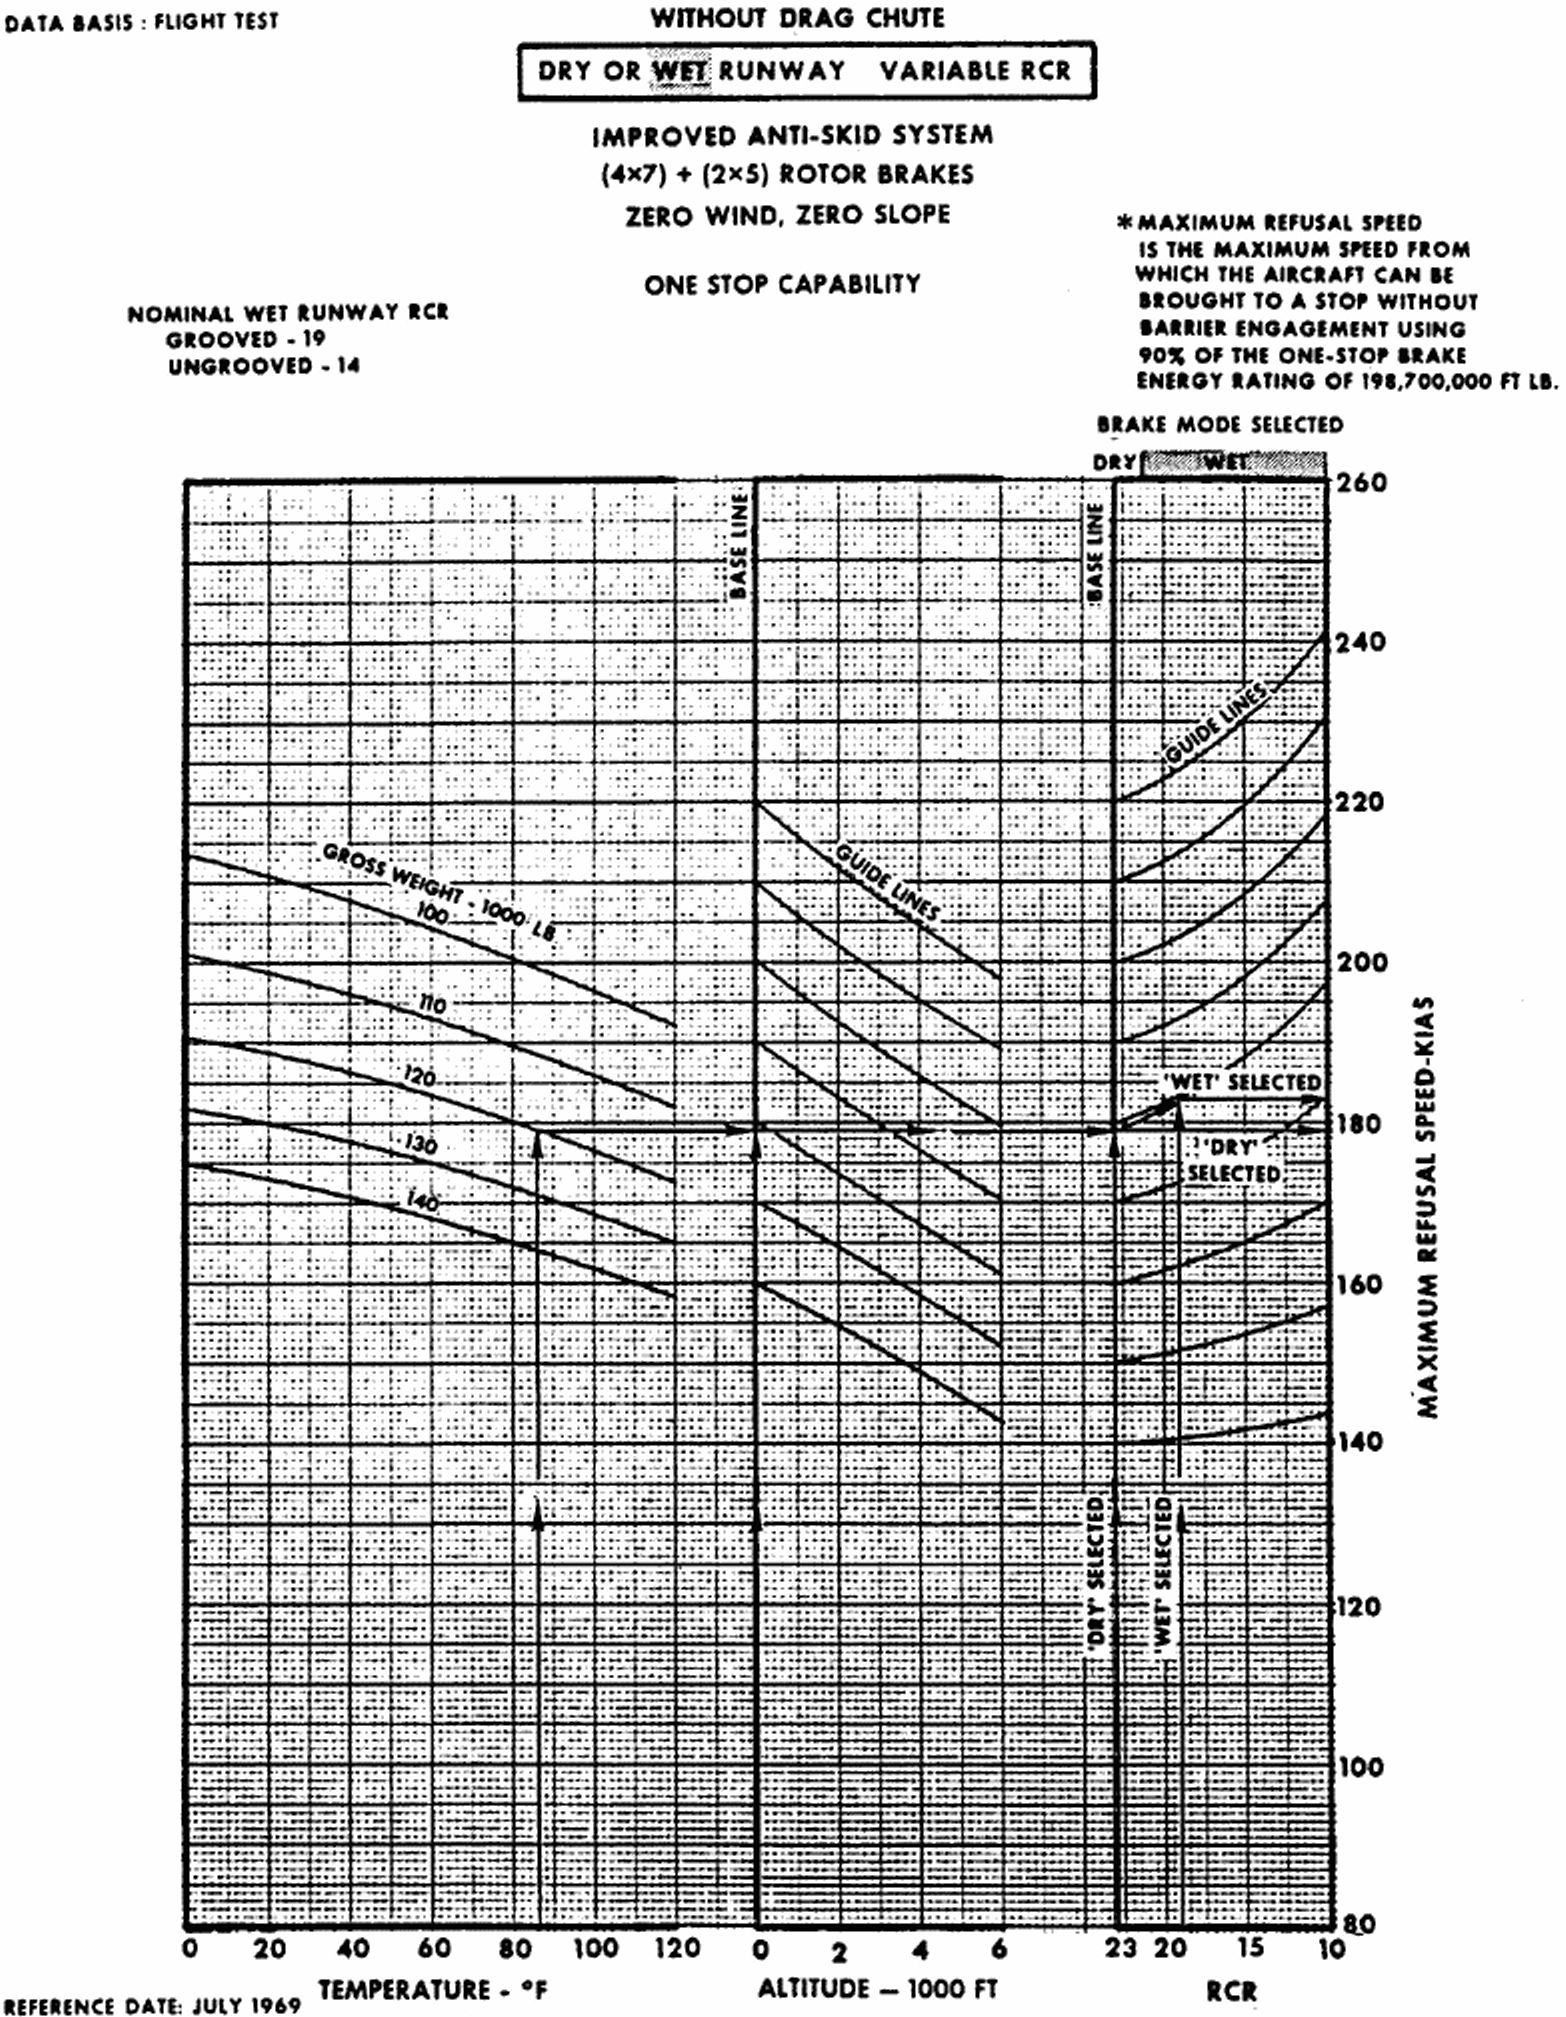 DATA BASIS : FLIGHT TEST
WITHOUT DRAG CHUTE
DRY OR WET RUNWAY VARIABLE RCR
IMPROVED ANTI-SKID SYSTEM
(4×7) + (2×5) ROTOR BRAKES
ZERO WIND, ZERO SLOPE
ONE STOP CAPABILITY
NOMINAL WET RUNWAY RCR
GROOVED - 19
UNGROOVED - 14
*MAXIMUM REFUSAL SPEED
IS THE MAXIMUM SPEED FROM
WHICH THE AIRCRAFT CAN BE
BROUGHT TO A STOP WITHOUT
BARRIER ENGAGEMENT USING
90% OF THE ONE-STOP BRAKE
ENERGY RATING OF 198,700,000 FT LB.
BRAKE MODE SELECTED
DRY WET
BASE LINE
BASE LINE
260
240
220
200
180
160
140
120
100
80
GUIDE LINES
GUIDE LINES
GROSS WEIGHT - 1000 LB
100
110
120
130
140
'WET' SELECTED
'DRY'
SELECTED
MAXIMUM REFUSAL SPEED-KIAS
'DRY' SELECTED
'WET' SELECTED
0 20 40 60 80 100 120
0 2 4 6
23 20 15 10
TEMPERATURE - °F
ALTITUDE — 1000 FT
RCR
REFERENCE DATE: JULY 1969